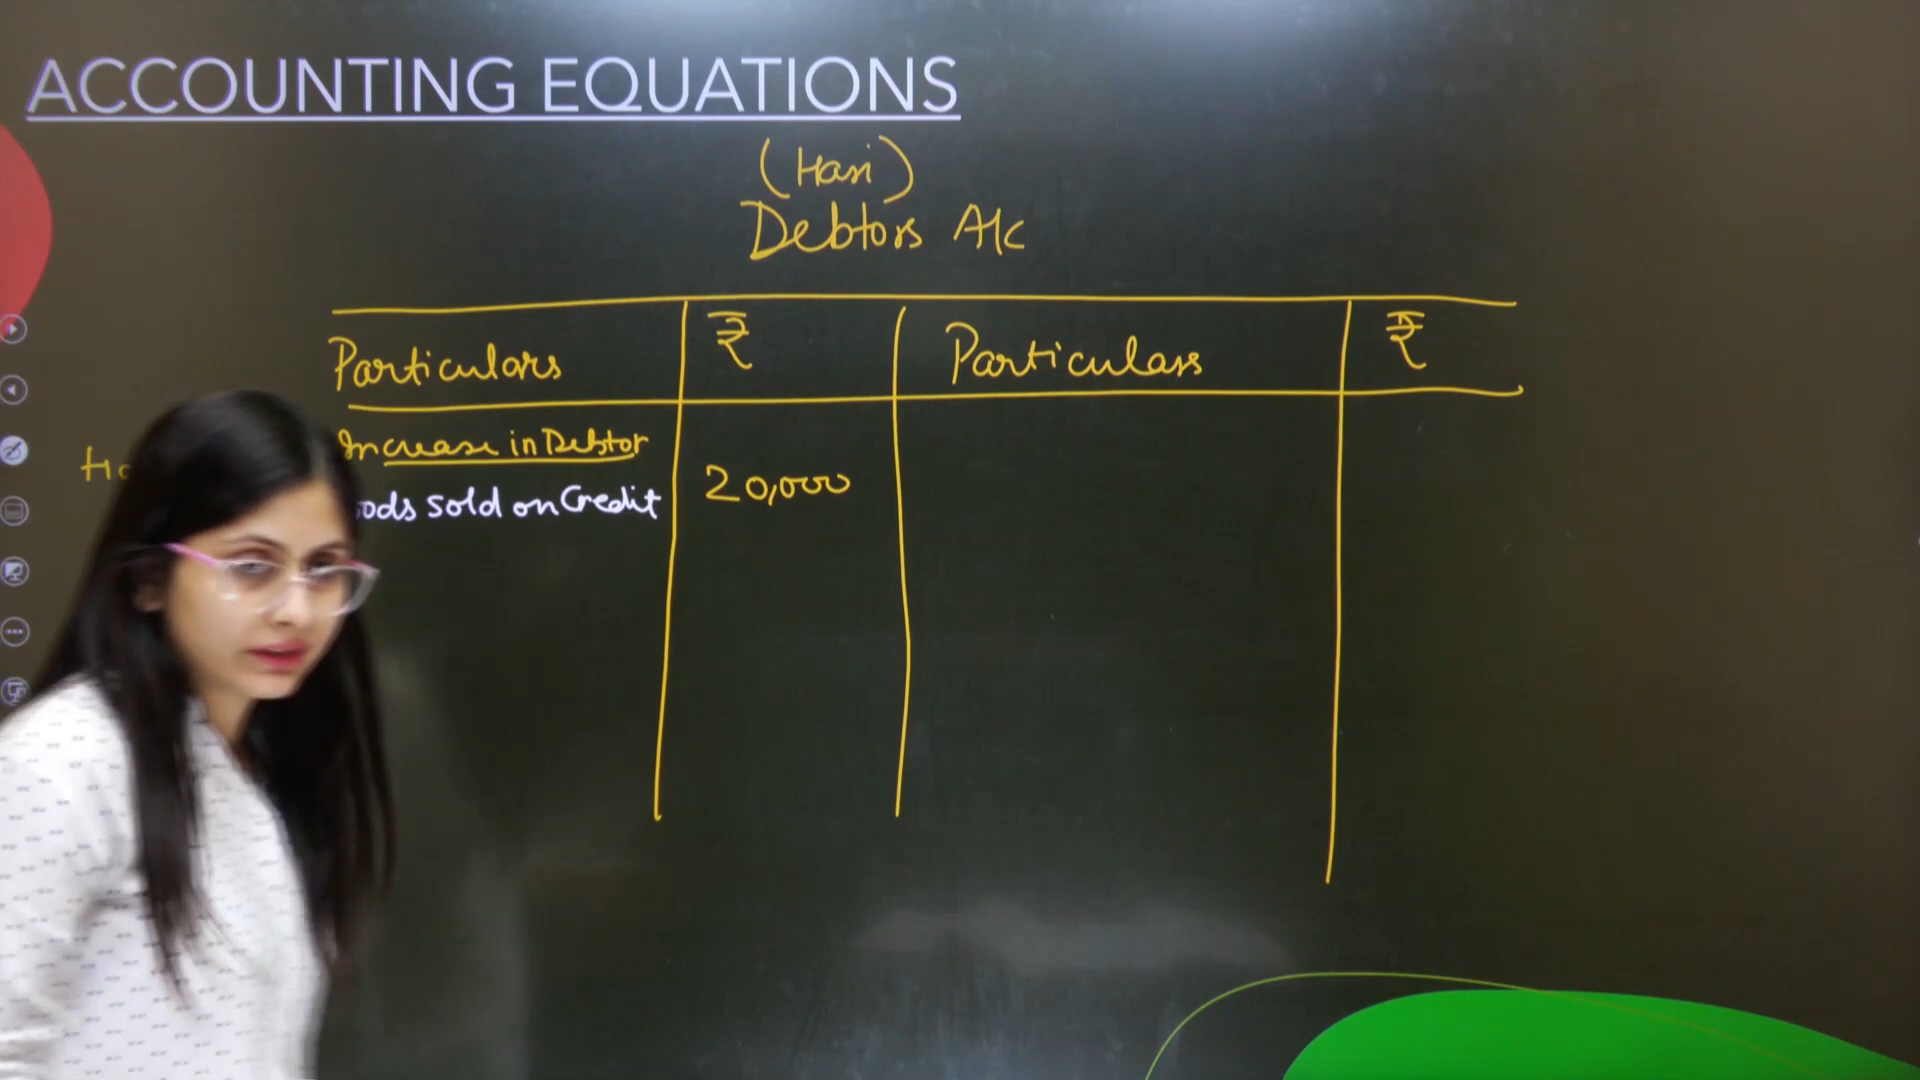 ACCOUNTING EQUATIONS
(Hari)
Debtors A/c
Particulars ₹ Particulars ₹
Increase in Debtor
20,000
sold on Credit